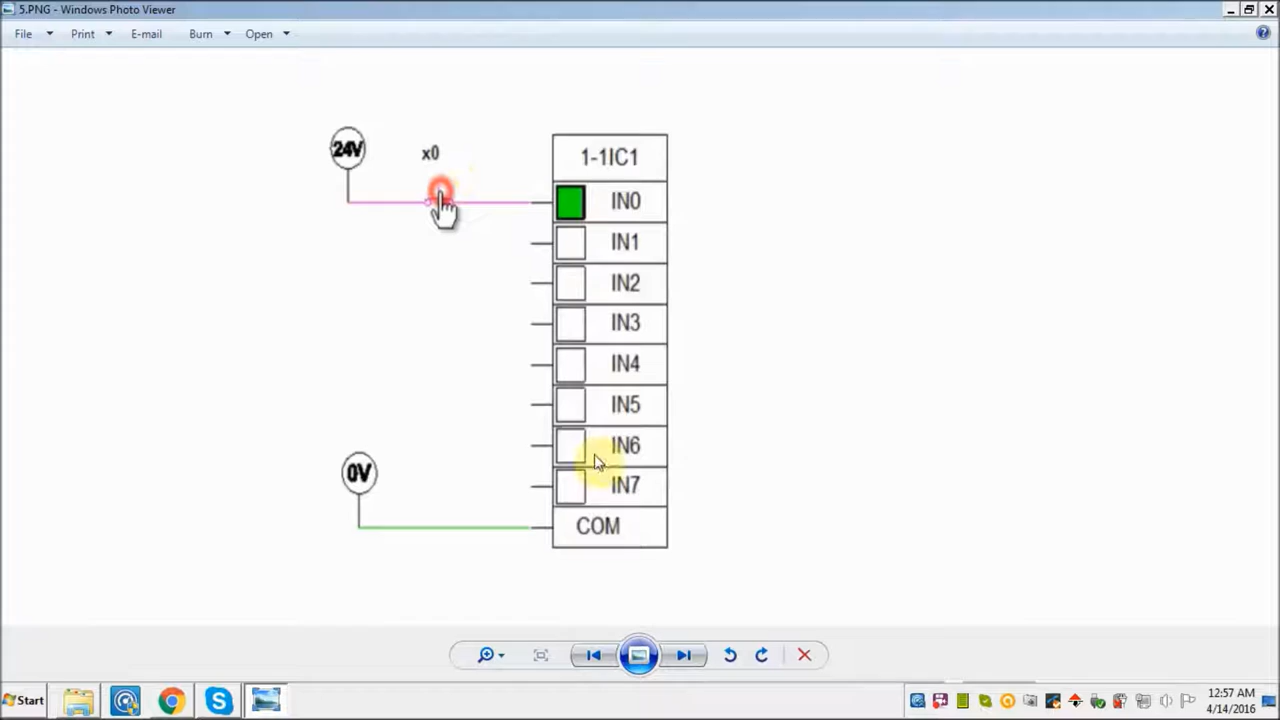 5.PNG - Windows Photo Viewer
File Print E-mail Burn Open
24V
x0
1-1IC1
IN0
IN1
IN2
IN3
IN4
IN5
IN6
IN7
0V
COM
Start
12:57 AM
4/14/2016